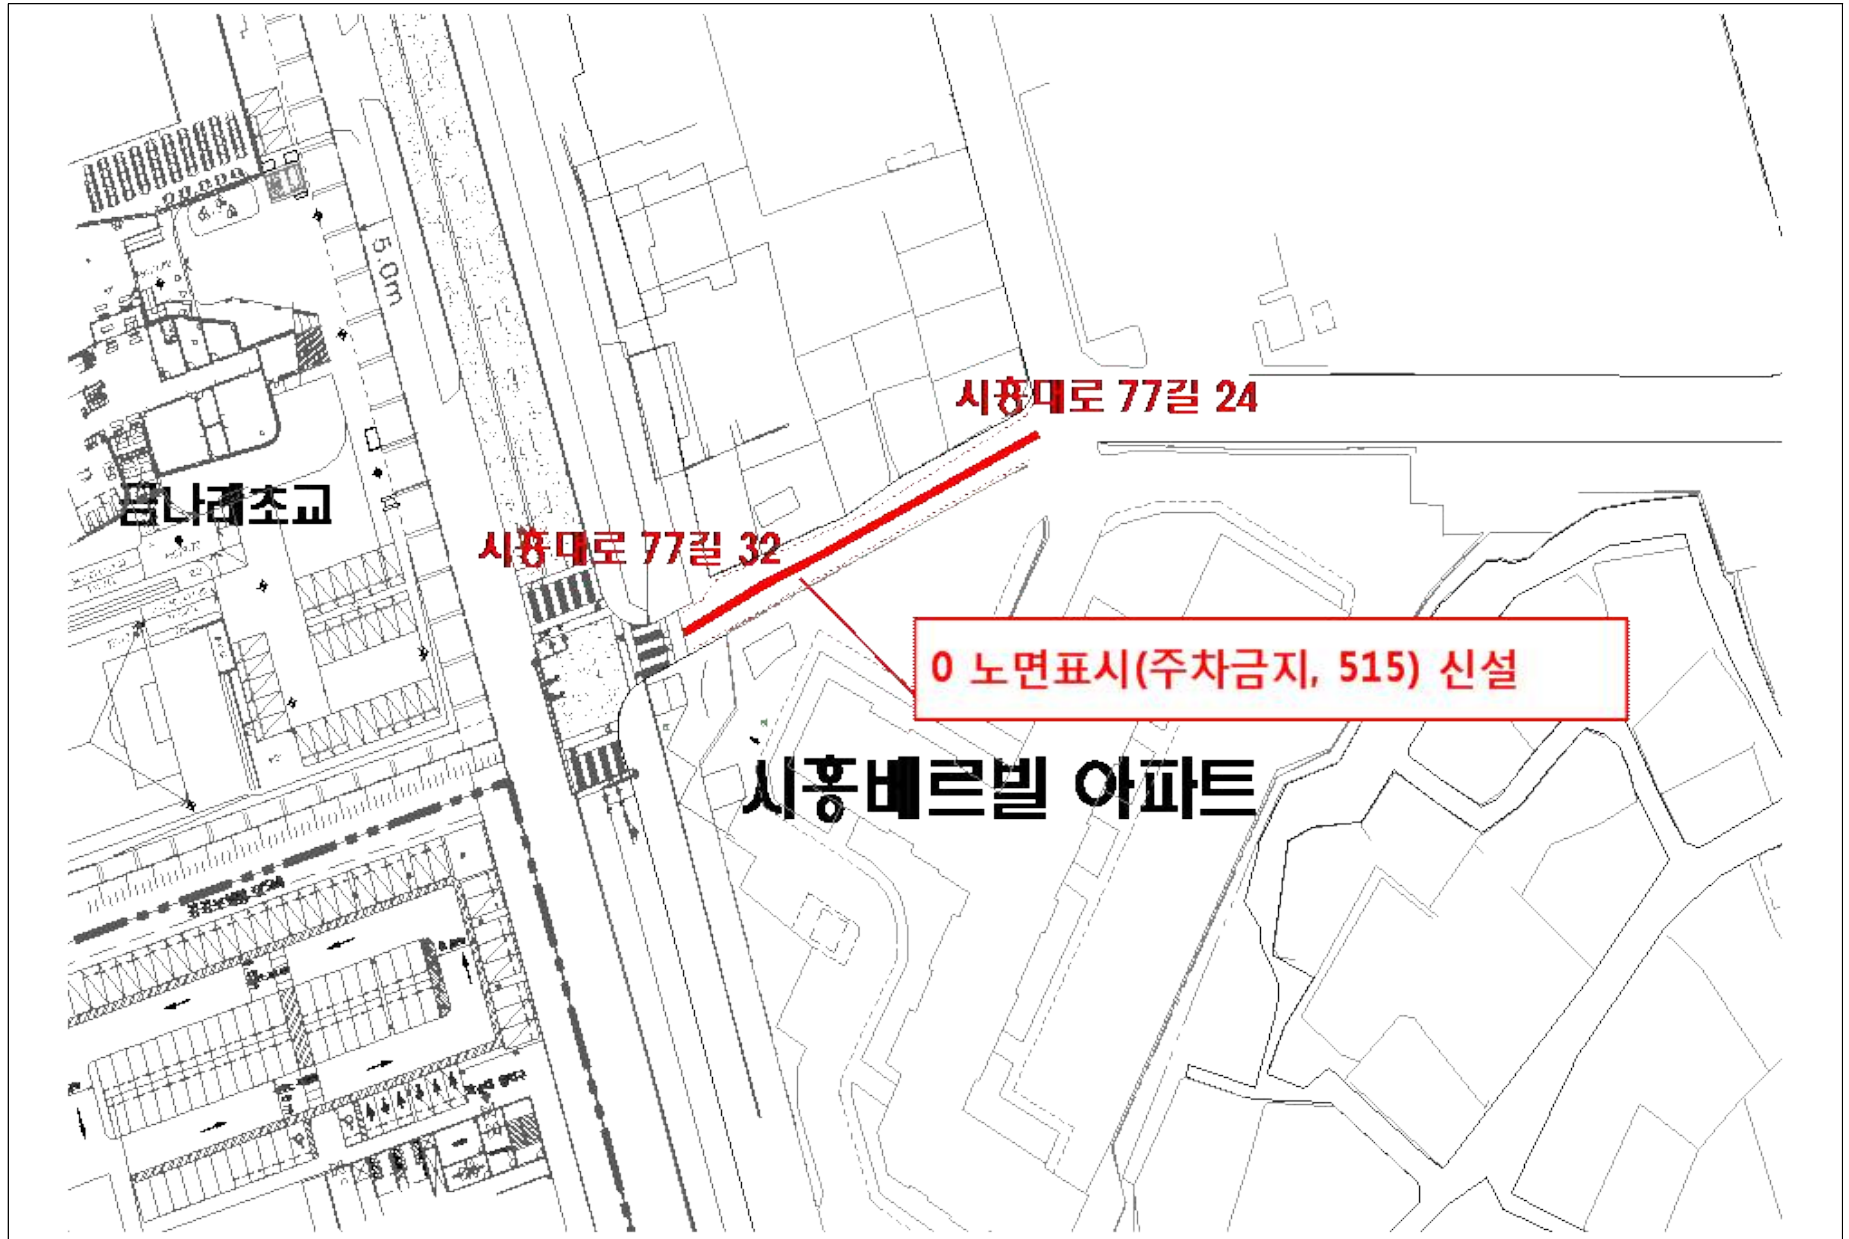 5.0m
시흥대로 77길 24
금나래초교
시흥대로 77길 32
0 노면표시(주차금지, 515) 신설
시흥베르빌 아파트